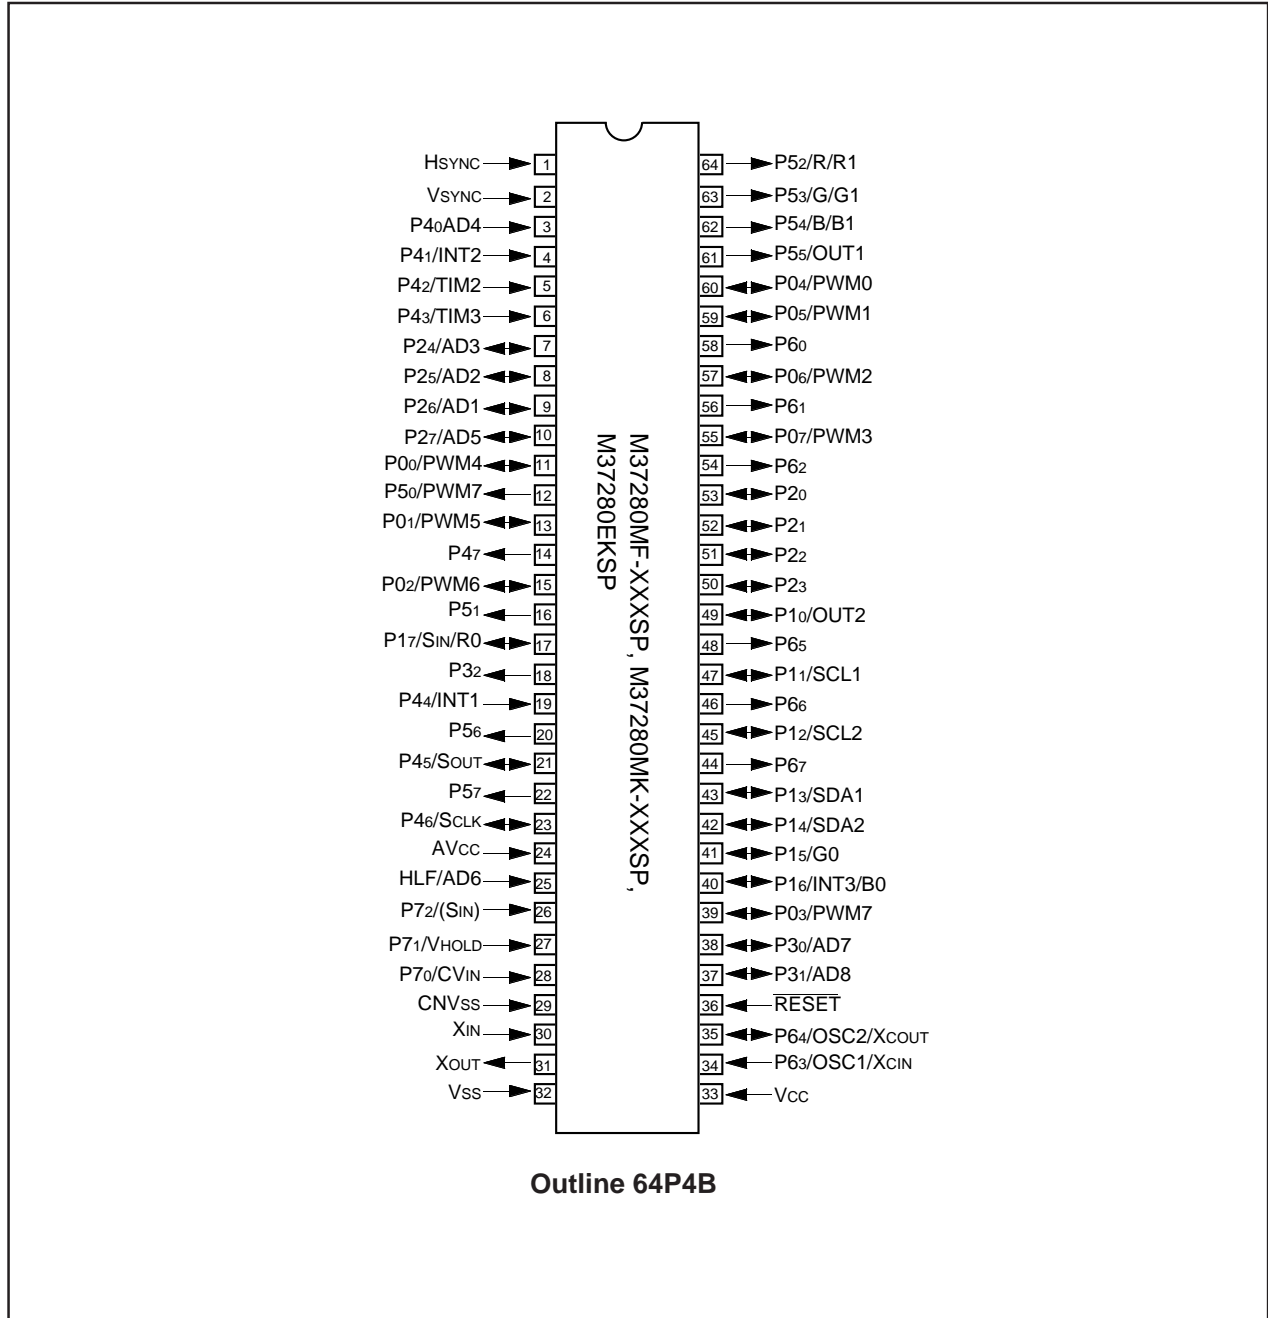 HSYNC 1
VSYNC 2
P40AD4 3
P41/INT2 4
P42/TIM2 5
P43/TIM3 6
P24/AD3 7
P25/AD2 8
P26/AD1 9
P27/AD5 10
P00/PWM4 11
P50/PWM7 12
P01/PWM5 13
P47 14
P02/PWM6 15
P51 16
P17/SIN/R0 17
P32 18
P44/INT1 19
P56 20
P45/SOUT 21
P57 22
P46/SCLK 23
AVCC 24
HLF/AD6 25
P72/(SIN) 26
P71/VHOLD 27
P70/CVIN 28
CNVSS 29
XIN 30
XOUT 31
VSS 32
M37280MF-XXXSP, M37280MK-XXXSP,
M37280EKSP
64 P52/R/R1
63 P53/G/G1
62 P54/B/B1
61 P55/OUT1
60 P04/PWM0
59 P05/PWM1
58 P60
57 P06/PWM2
56 P61
55 P07/PWM3
54 P62
53 P20
52 P21
51 P22
50 P23
49 P10/OUT2
48 P65
47 P11/SCL1
46 P66
45 P12/SCL2
44 P67
43 P13/SDA1
42 P14/SDA2
41 P15/G0
40 P16/INT3/B0
39 P03/PWM7
38 P30/AD7
37 P31/AD8
36 RESET
35 P64/OSC2/XCOUT
34 P63/OSC1/XCIN
33 VCC
Outline 64P4B